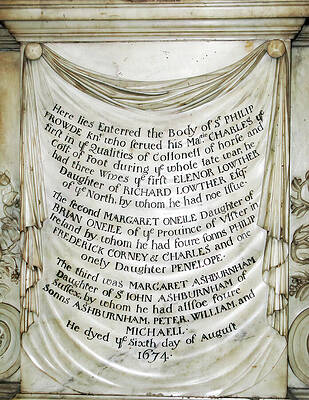 Here lies Enterred the Body of Sr PHILIP
FROWDE knt who serued his Matie CHARLES ye
first in ye Qualities of Collonell of horse and
Coll. of Foot during ye whole late war. he
had three Wives ye first ELENOR LOWTHER
Daughter of RICHARD LOWTHER Esqr
of ye North, by whom he had noe Issue.
The second MARGARET ONEILE Daughter of
BRIAN ONEILE of ye Province of Vlster in
Ireland by whom he had foure sonns PHILIP
FREDERICK CORNEY & CHARLES and one
onely Daughter PENELOPE.
The third was MARGARET ASHBURNHAM
Daughter of Sr IOHN ASHBURNHAM of
Sussex, by whom he had allsoe foure
Sonns ASHBURNHAM, PETER, WILLIAM, and
MICHAELL.
He dyed ye Sixth day of August
1674.